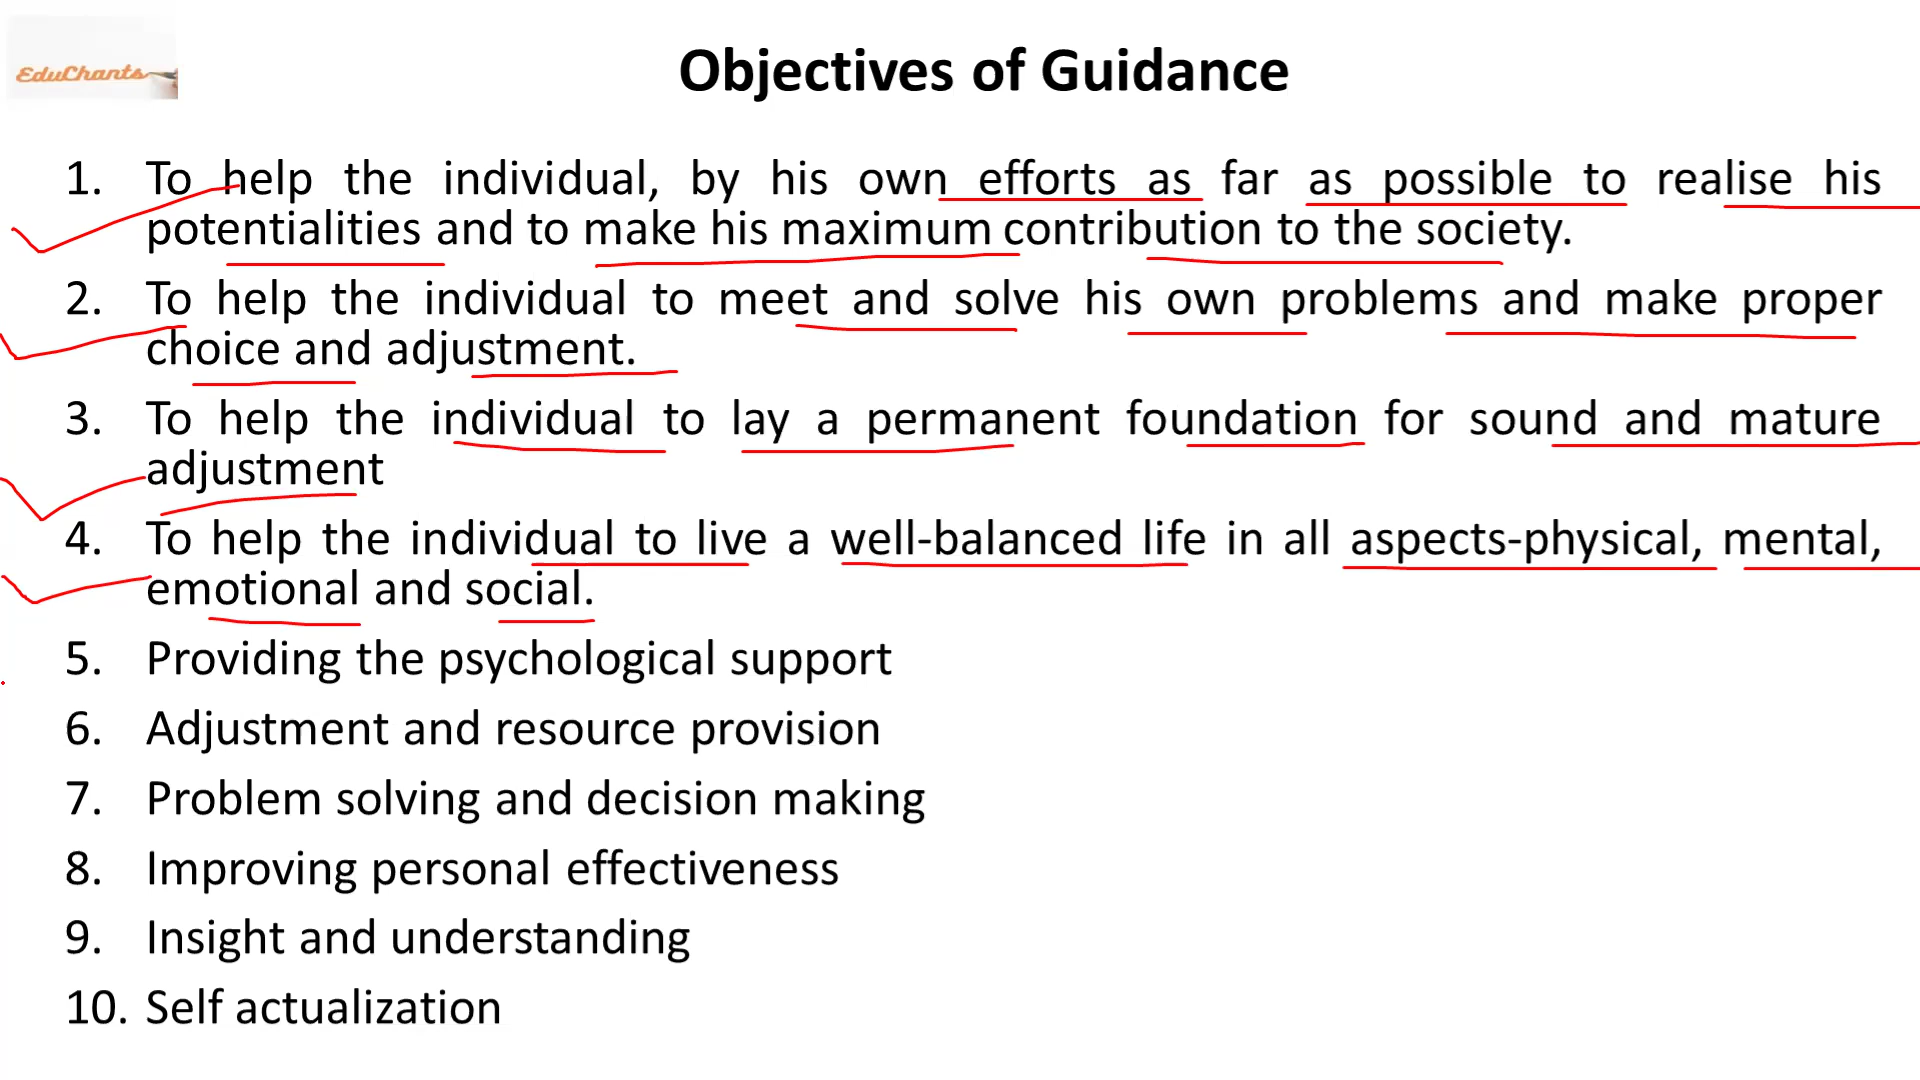 EduChants
Objectives of Guidance
1. To help the individual, by his own efforts as far as possible to realise his
potentialities and to make his maximum contribution to the society.
2. To help the individual to meet and solve his own problems and make proper
choice and adjustment.
3. To help the individual to lay a permanent foundation for sound and mature
adjustment
4. To help the individual to live a well-balanced life in all aspects-physical, mental,
emotional and social.
5. Providing the psychological support
6. Adjustment and resource provision
7. Problem solving and decision making
8. Improving personal effectiveness
9. Insight and understanding
10. Self actualization